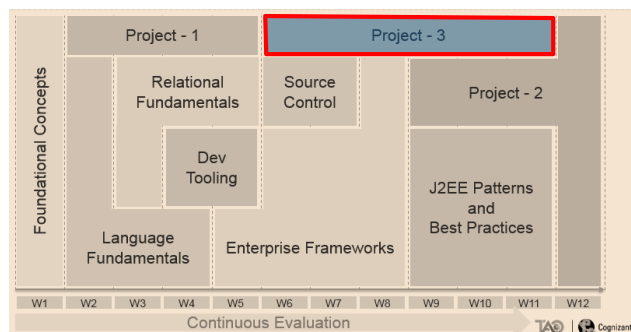 Project - 1
Project - 3
Foundational Concepts
Relational
Fundamentals
Source
Control
Project - 2
Dev
Tooling
J2EE Patterns
and
Best Practices
Language
Fundamentals
Enterprise Frameworks
W1 W2 W3 W4 W5 W6 W7 W8 W9 W10 W11 W12
Continuous Evaluation
TAO Cognizant